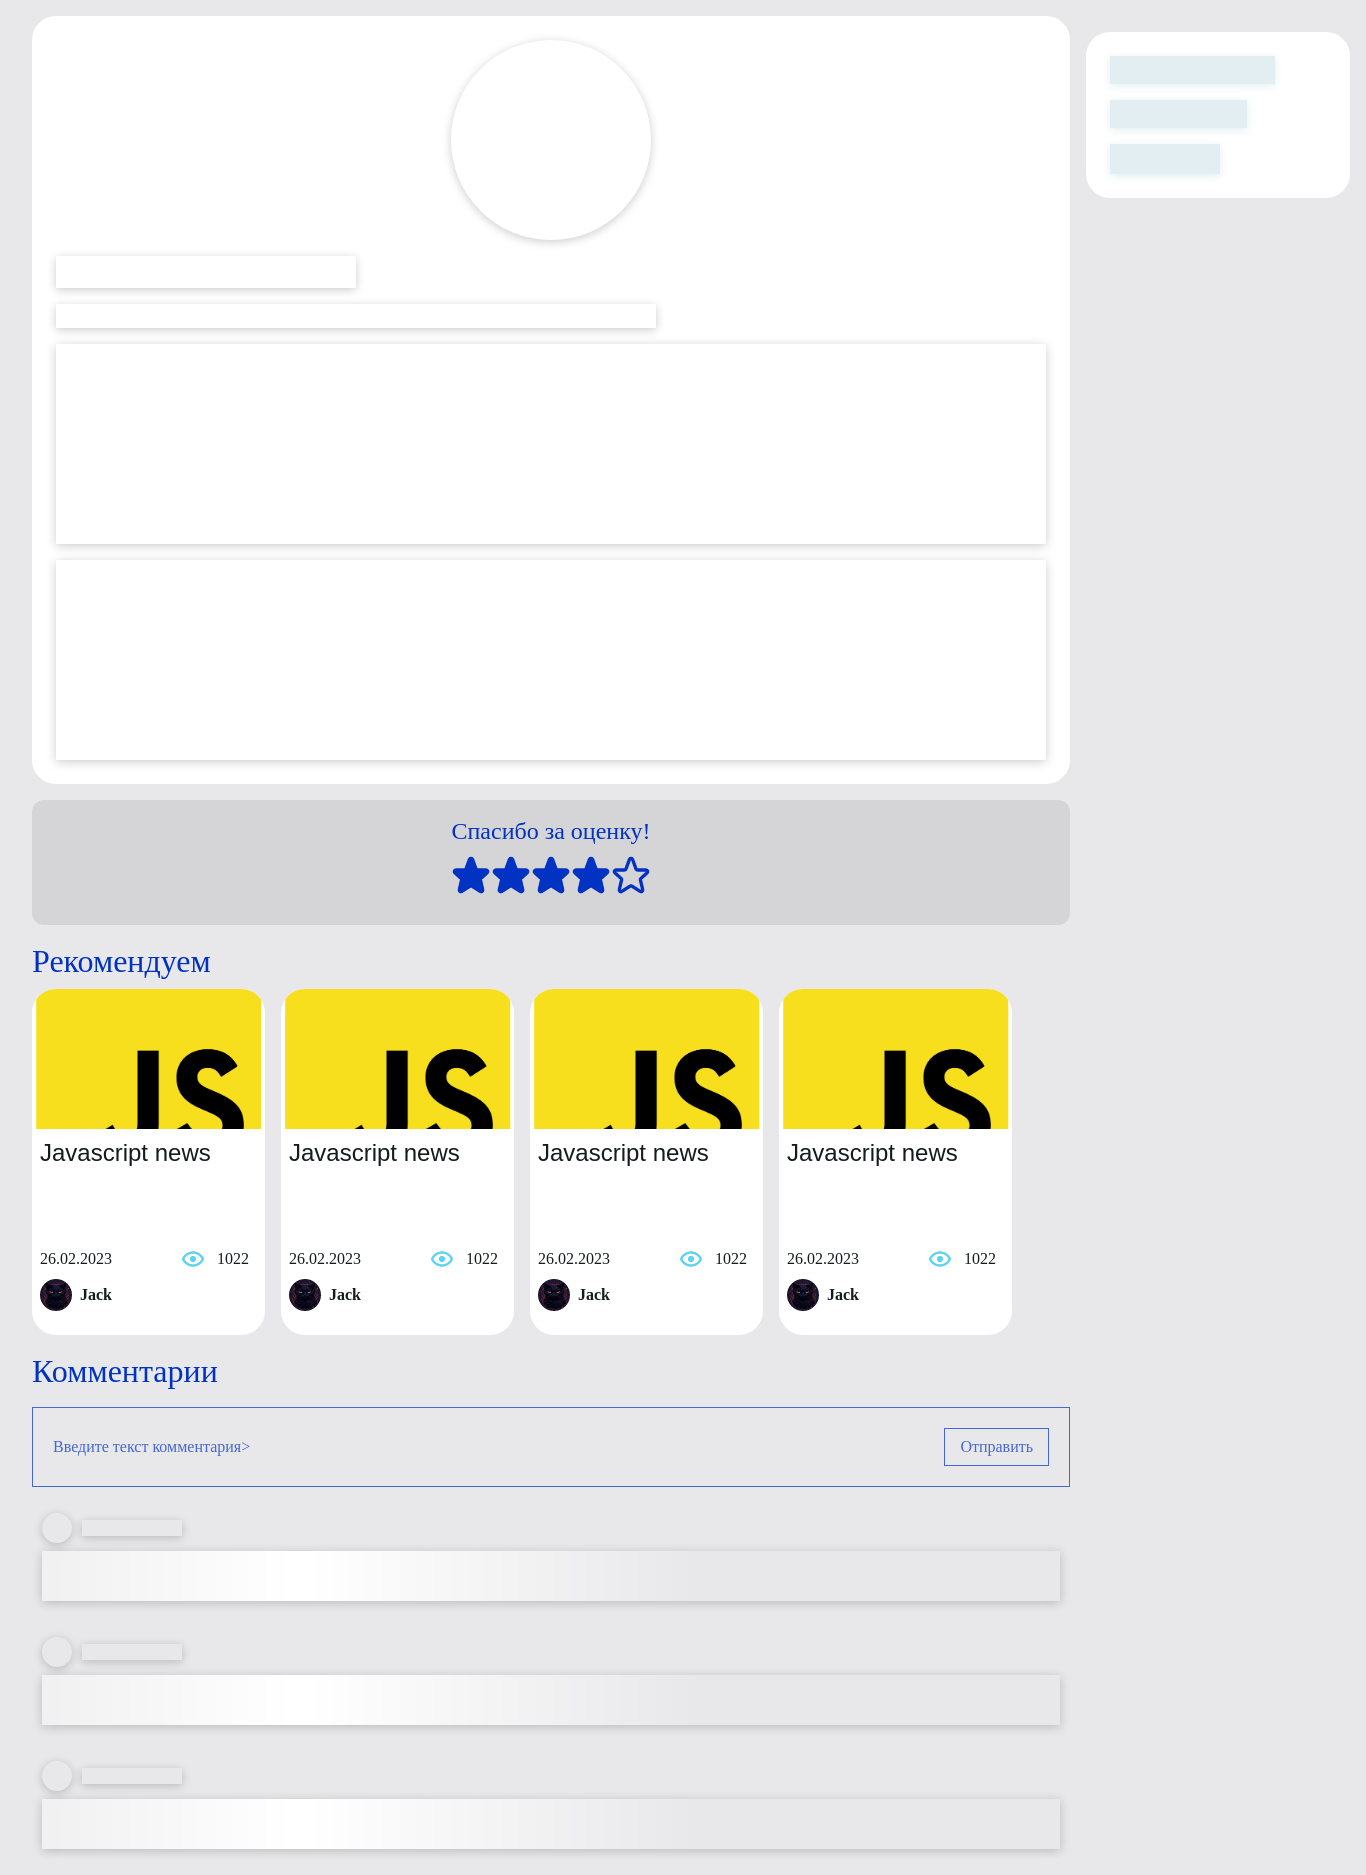 Спасибо за оценку!
Рекомендуем
JS JS JS JS
Javascript news Javascript news Javascript news Javascript news
26.02.2023 1022 26.02.2023 1022 26.02.2023 1022 26.02.2023 1022
Jack Jack Jack Jack
Комментарии
Введите текст комментария> Отправить